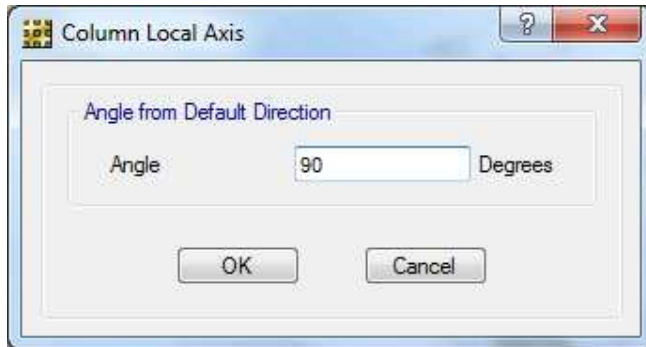 Column Local Axis
Angle from Default Direction
Angle 90 Degrees
OK Cancel